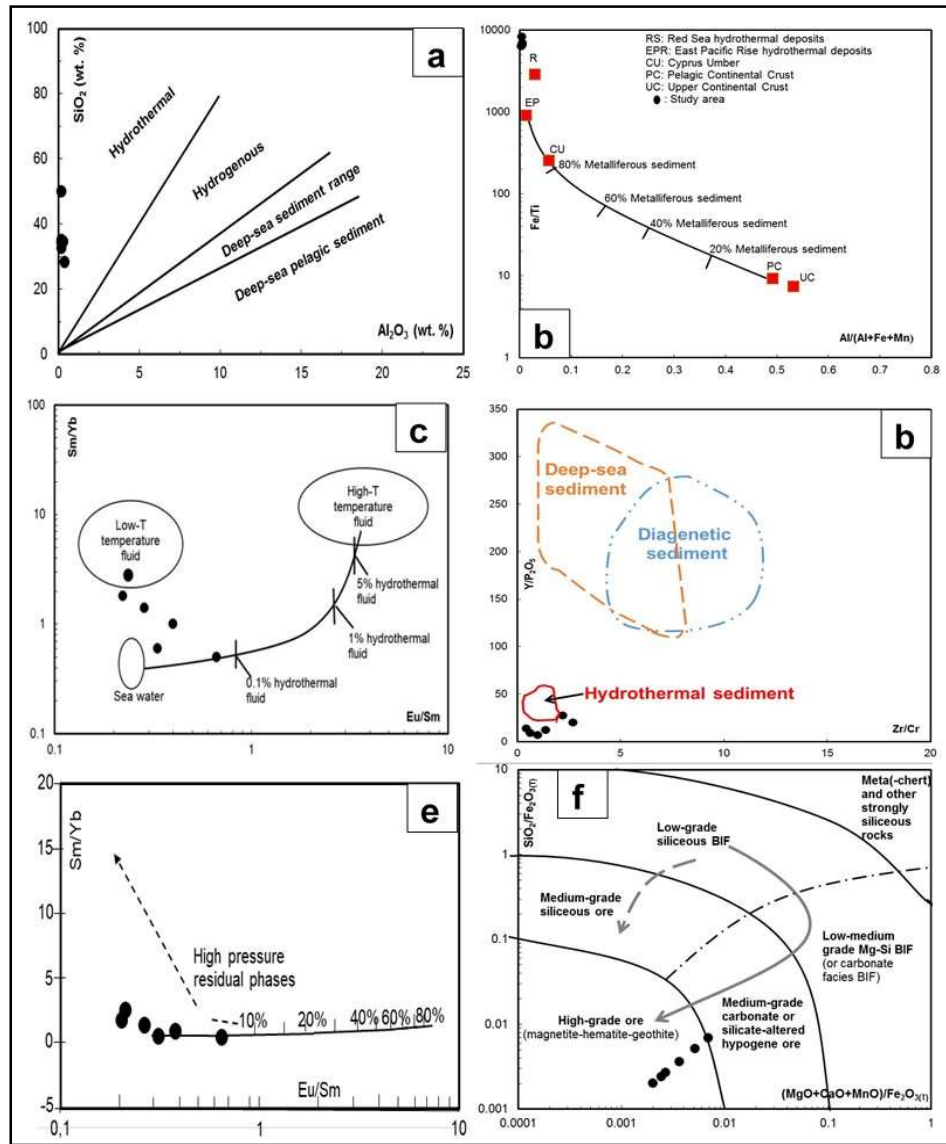 a
SiO2 (wt. %)
100
80
60
40
20
0
Hydrothermal
Hydrogenous
Deep-sea sediment range
Deep-sea pelagic sediment
Al2O3 (wt. %)
0 5 10 15 20 25
b
Fe/Ti
10000
1000
100
10
1
RS: Red Sea hydrothermal deposits
EPR: East Pacific Rise hydrothermal deposits
CU: Cyprus Umber
PC: Pelagic Continental Crust
UC: Upper Continental Crust
: Study area
R
EP
CU
80% Metalliferous sediment
60% Metalliferous sediment
40% Metalliferous sediment
20% Metalliferous sediment
PC
UC
Al/(Al+Fe+Mn)
0 0.1 0.2 0.3 0.4 0.5 0.6 0.7 0.8
c
Sm/Yb
100
10
1
0.1
Low-T
temperature
fluid
High-T
temperature
fluid
5% hydrothermal
fluid
1% hydrothermal
fluid
0.1% hydrothermal
fluid
Sea water
Eu/Sm
0.1 1 10
b
Y/P2O5
350
300
250
200
150
100
50
0
Deep-sea
sediment
Diagenetic
sediment
Hydrothermal sediment
Zr/Cr
0 5 10 15 20
e
Sm/Yb
20
15
10
5
0
-5
High pressure
residual phases
10% 20% 40% 60% 80%
Eu/Sm
0.1 1 10
f
SiO2/Fe2O3(T)
10
1
0.1
0.01
0.001
Meta(-chert)
and other
strongly
siliceous
rocks
Low-grade
siliceous BIF
Medium-grade
siliceous ore
Low-medium
grade Mg-Si BIF
(or carbonate
facies BIF)
Medium-grade
carbonate or
silicate-altered
hypogene ore
High-grade ore
(magnetite-hematite-geothite)
(MgO+CaO+MnO)/Fe2O3(T)
0.0001 0.001 0.01 0.1 1